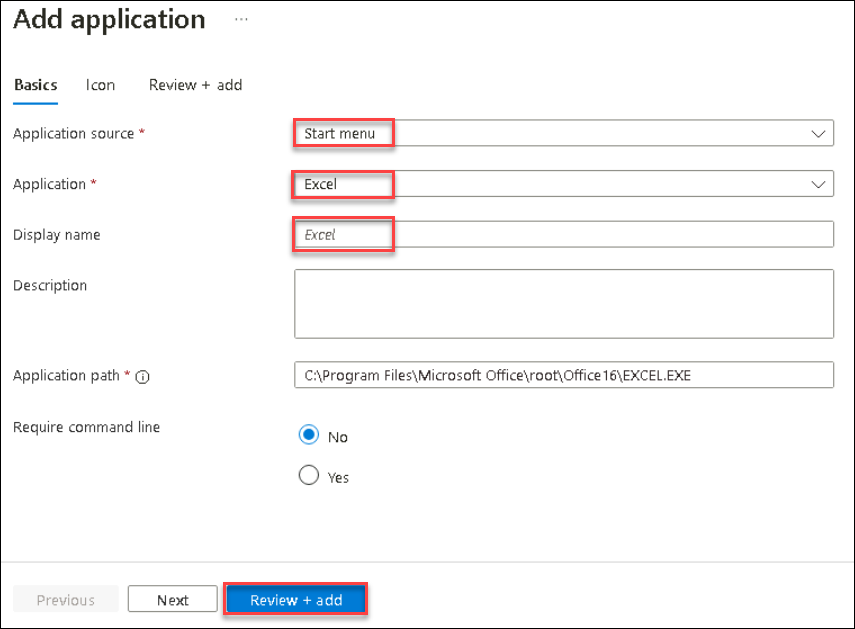 Add application ...
Basics Icon Review + add
Application source * Start menu
Application * Excel
Display name Excel
Description
Application path * C:\Program Files\Microsoft Office\root\Office16\EXCEL.EXE
Require command line
No
Yes
Previous Next Review + add